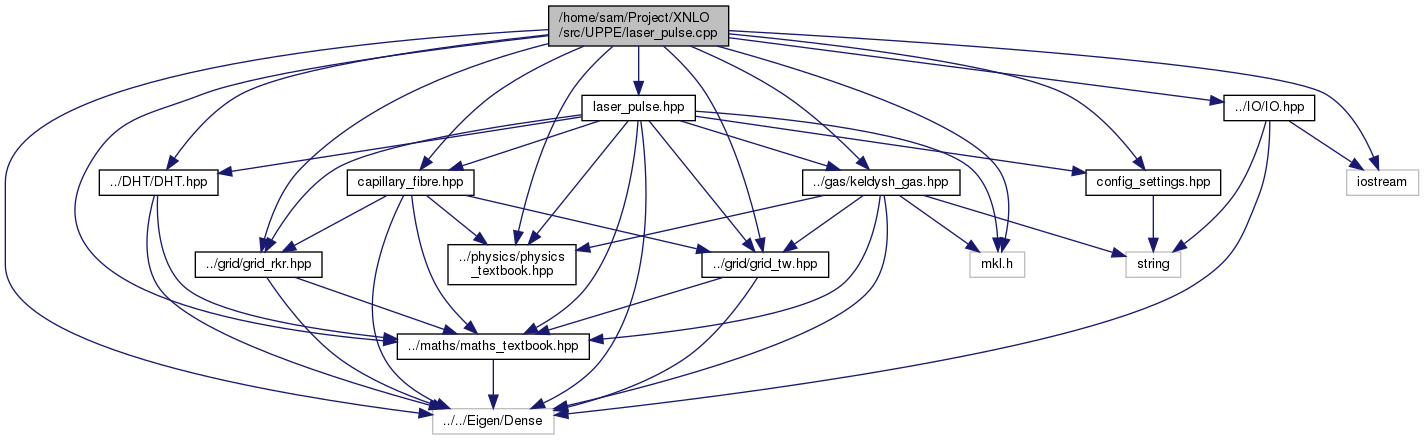 /home/sam/Project/XNLO
/src/UPPE/laser_pulse.cpp
laser_pulse.hpp
../IO/IO.hpp
../DHT/DHT.hpp
capillary_fibre.hpp
../gas/keldysh_gas.hpp
config_settings.hpp
iostream
../grid/grid_rkr.hpp
../physics/physics
_textbook.hpp
../grid/grid_tw.hpp
mkl.h
string
../maths/maths_textbook.hpp
../../Eigen/Dense